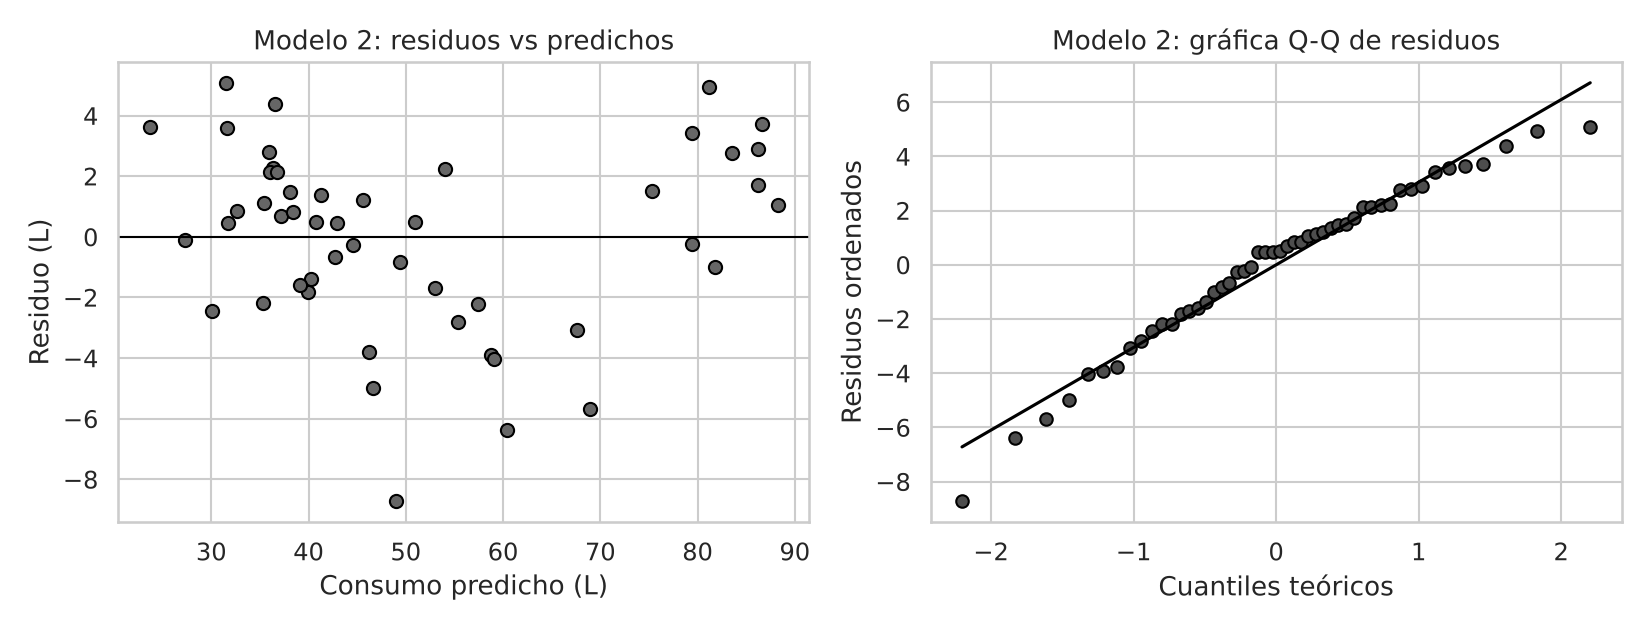 Modelo 2: residuos vs predichos
Residuo (L)
4
2
0
−2
−4
−6
−8
30 40 50 60 70 80 90
Consumo predicho (L)
Modelo 2: gráfica Q-Q de residuos
Residuos ordenados
6
4
2
0
−2
−4
−6
−8
−2 −1 0 1 2
Cuantiles teóricos